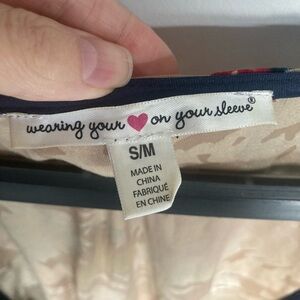 wearing your ❤ on your sleeve®
S/M
MADE IN
CHINA
FABRIQUÉ
EN CHINE